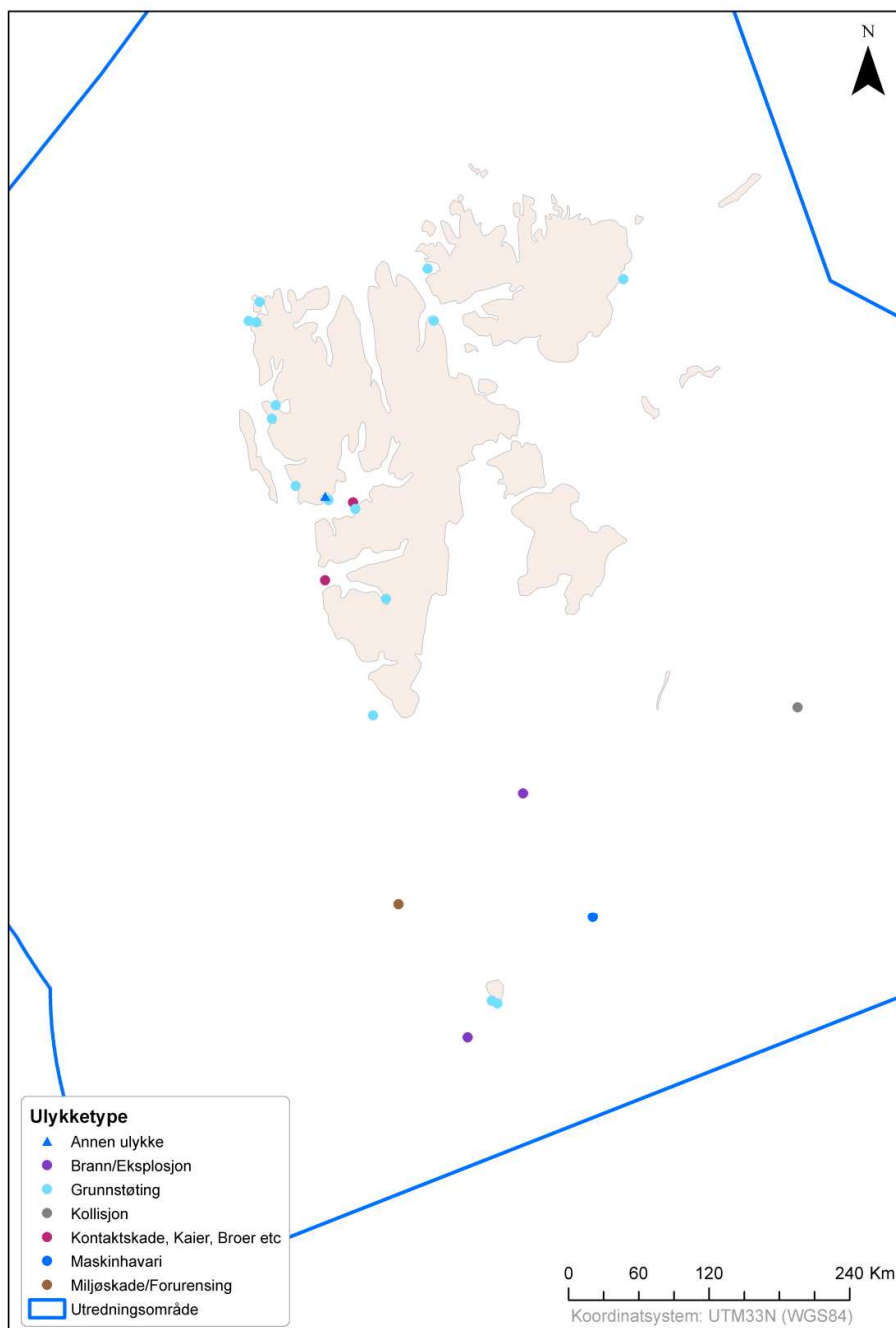 N
Ulykketype
Annen ulykke
Brann/Eksplosjon
Grunnstøting
Kollisjon
Kontaktskade, Kaier, Broer etc
Maskinhavari
Miljøskade/Forurensing
Utredningsområde
0 60 120 240 Km
Koordinatsystem: UTM33N (WGS84)